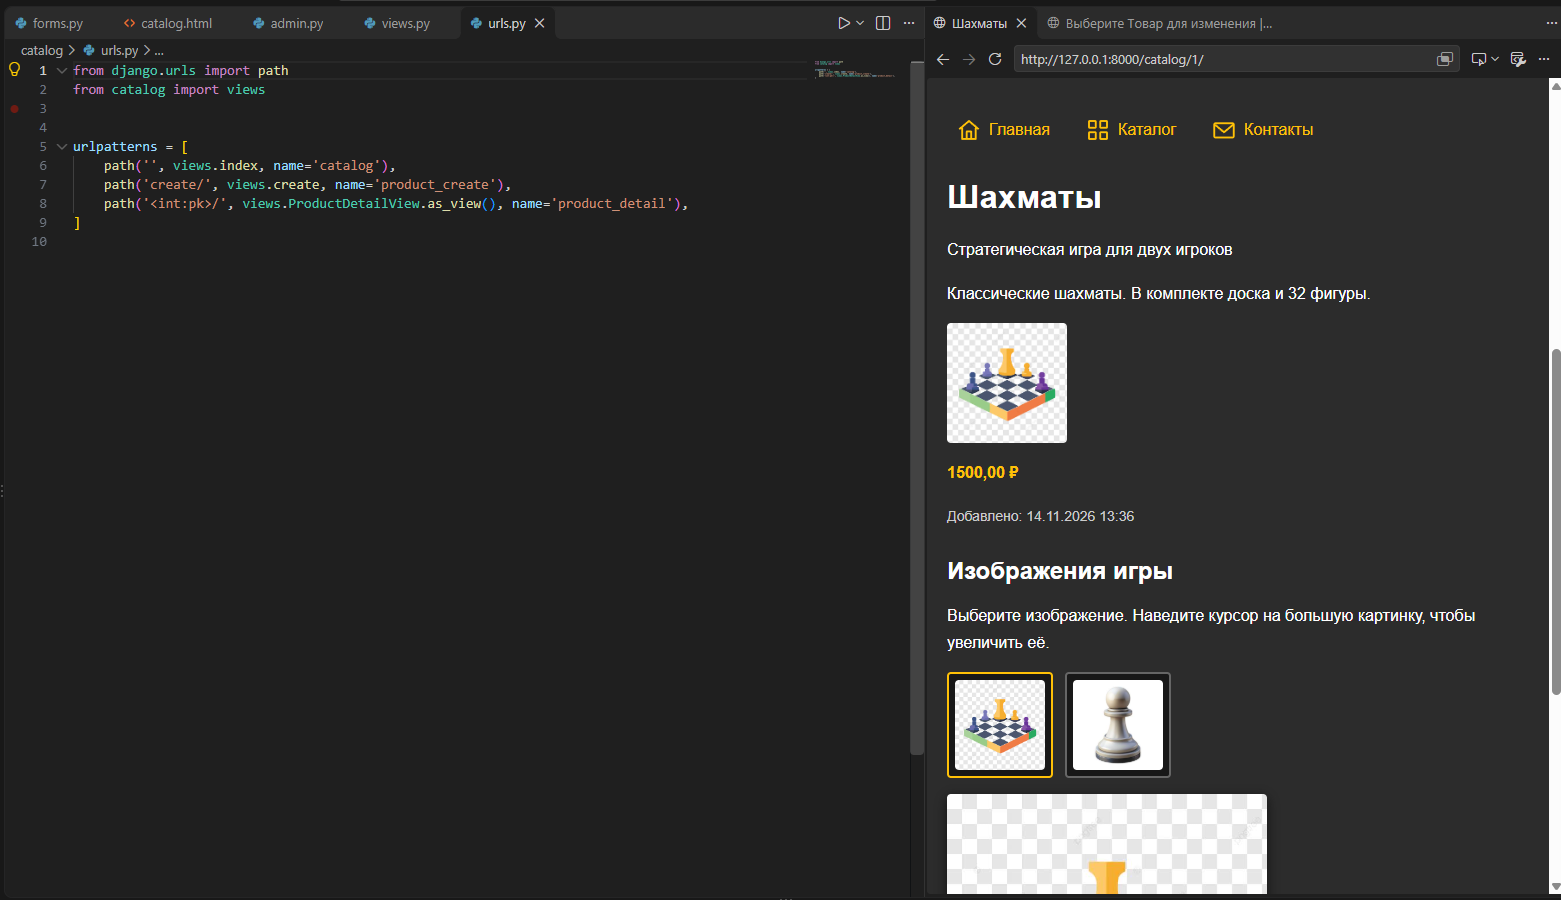 forms.py
catalog.html
admin.py
views.py
urls.py
catalog > urls.py > ...
1 from django.urls import path
2 from catalog import views
3
4
5 urlpatterns = [
6 path('', views.index, name='catalog'),
7 path('create/', views.create, name='product_create'),
8 path('<int:pk>/', views.ProductDetailView.as_view(), name='product_detail'),
9 ]
10
Шахматы
Выберите Товар для изменения |...
http://127.0.0.1:8000/catalog/1/
Главная
Каталог
Контакты
Шахматы
Стратегическая игра для двух игроков
Классические шахматы. В комплекте доска и 32 фигуры.
1500,00 ₽
Добавлено: 14.11.2026 13:36
Изображения игры
Выберите изображение. Наведите курсор на большую картинку, чтобы
увеличить её.